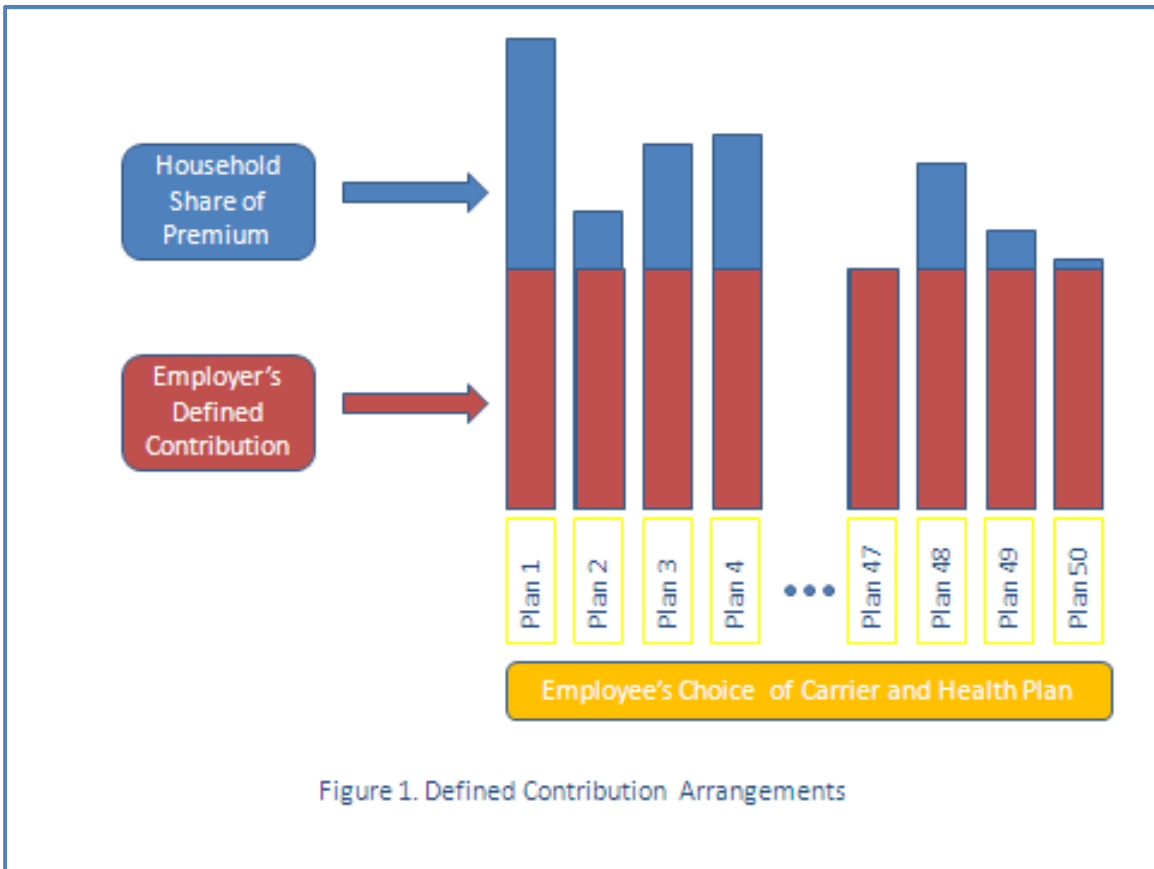 Household
Share of
Premium
Employer's
Defined
Contribution
Plan 1
Plan 2
Plan 3
Plan 4
•••
Plan 47
Plan 48
Plan 49
Plan 50
Employee's Choice of Carrier and Health Plan
Figure 1. Defined Contribution Arrangements